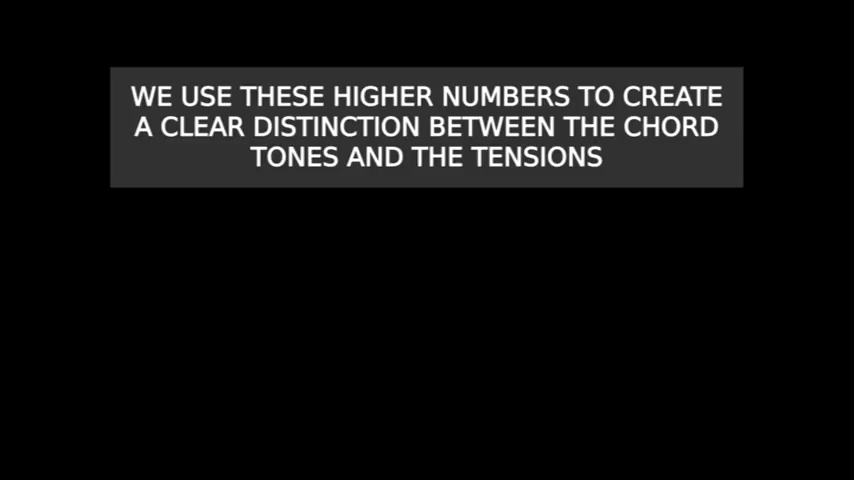 WE USE THESE HIGHER NUMBERS TO CREATE
A CLEAR DISTINCTION BETWEEN THE CHORD
TONES AND THE TENSIONS